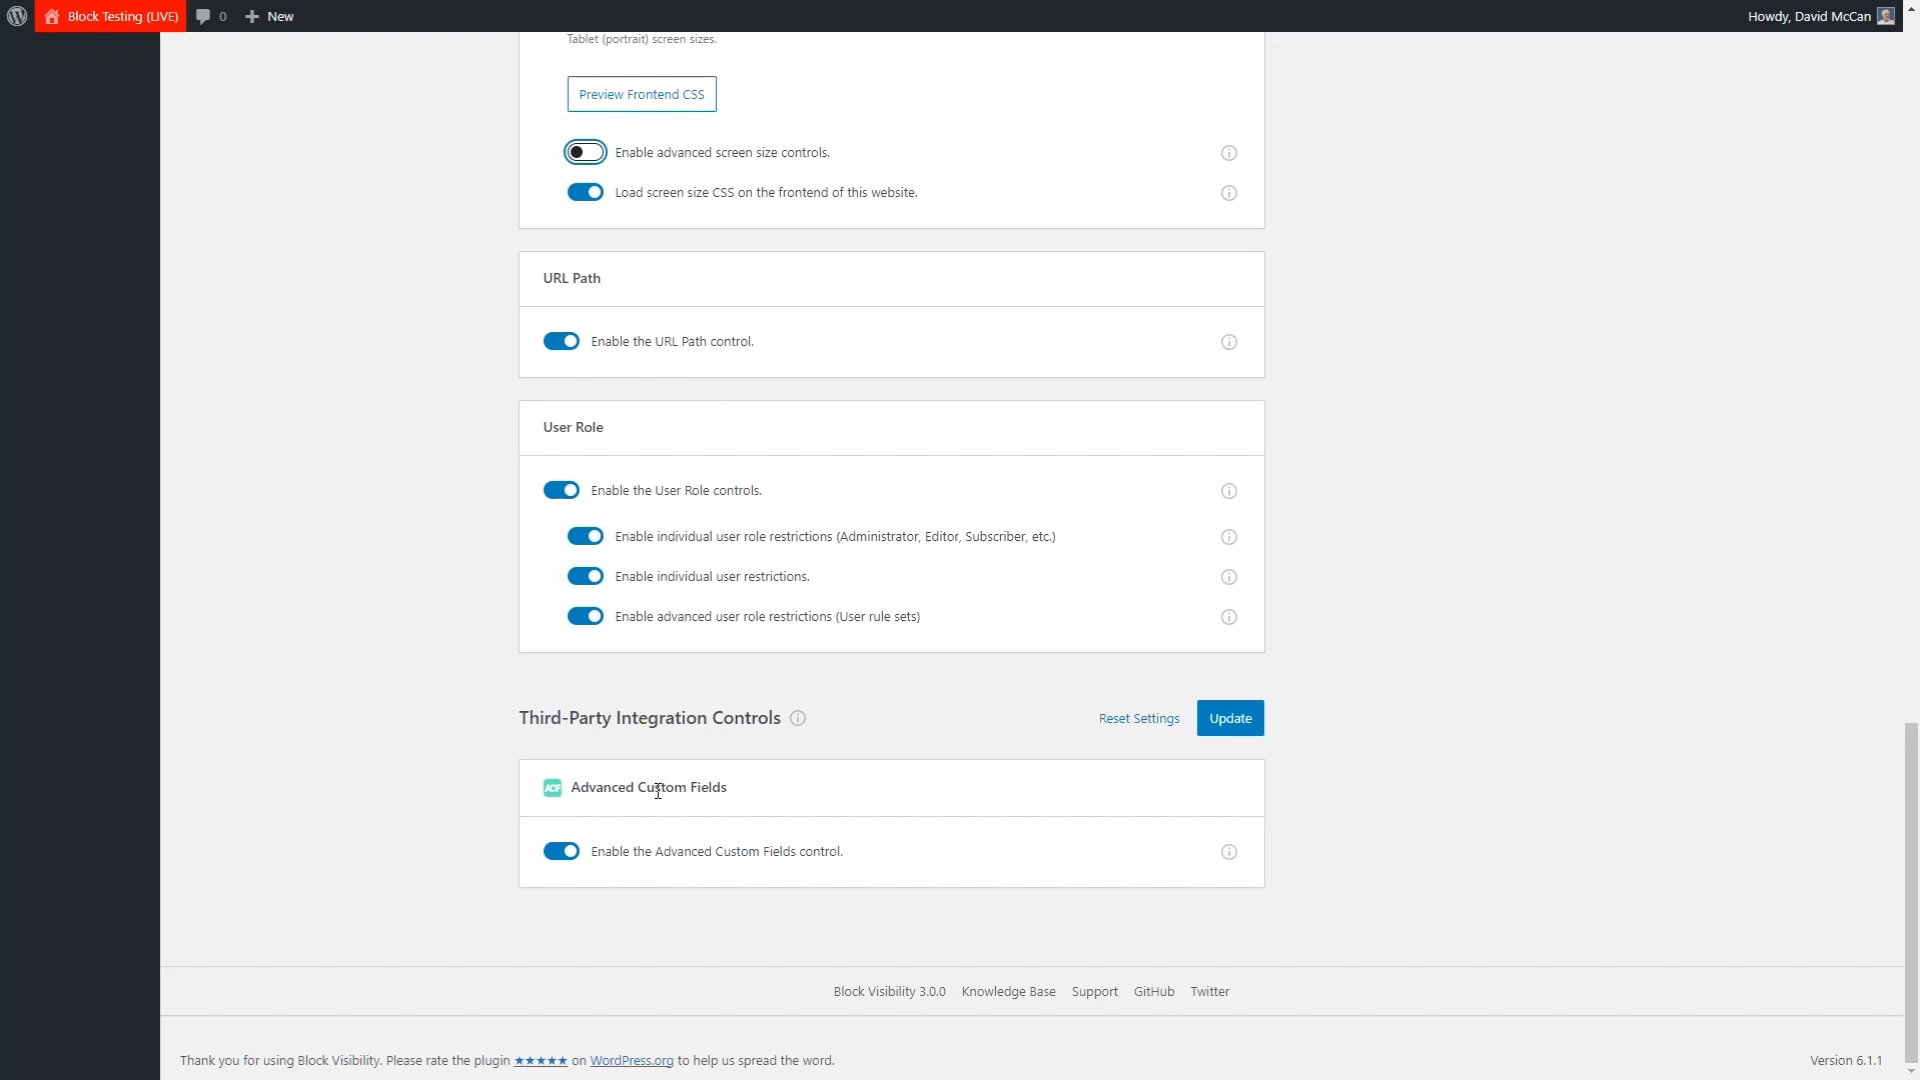 Block Testing (LIVE) 0 New Howdy, David McCan
Tablet (portrait) screen sizes.
Preview Frontend CSS
Enable advanced screen size controls.
Load screen size CSS on the frontend of this website.
URL Path
Enable the URL Path control.
User Role
Enable the User Role controls.
Enable individual user role restrictions (Administrator, Editor, Subscriber, etc.)
Enable individual user restrictions.
Enable advanced user role restrictions (User rule sets)
Third-Party Integration Controls Reset Settings Update
ACF Advanced Custom Fields
Enable the Advanced Custom Fields control.
Block Visibility 3.0.0 Knowledge Base Support GitHub Twitter
Thank you for using Block Visibility. Please rate the plugin ★★★★★ on WordPress.org to help us spread the word. Version 6.1.1